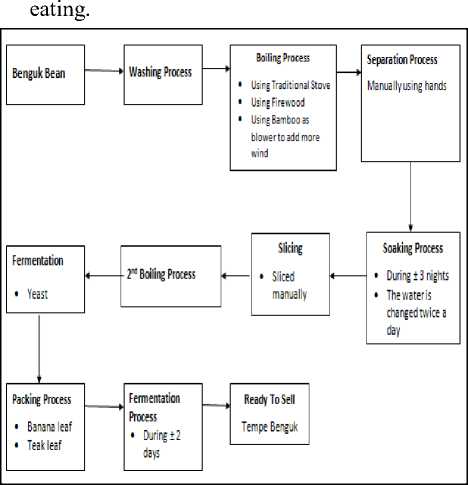 eating.
Benguk Bean
Washing Process
Boiling Process
• Using Traditional Stove
• Using Firewood
• Using Bamboo as
blower to add more
wind
Separation Process
Manually using hands
Soaking Process
• During ± 3 nights
• The water is
changed twice a
day
Slicing
• Sliced
manually
2nd Boiling Process
Fermentation
• Yeast
Packing Process
• Banana leaf
• Teak leaf
Fermentation
Process
• During ± 2
days
Ready To Sell
Tempe Benguk